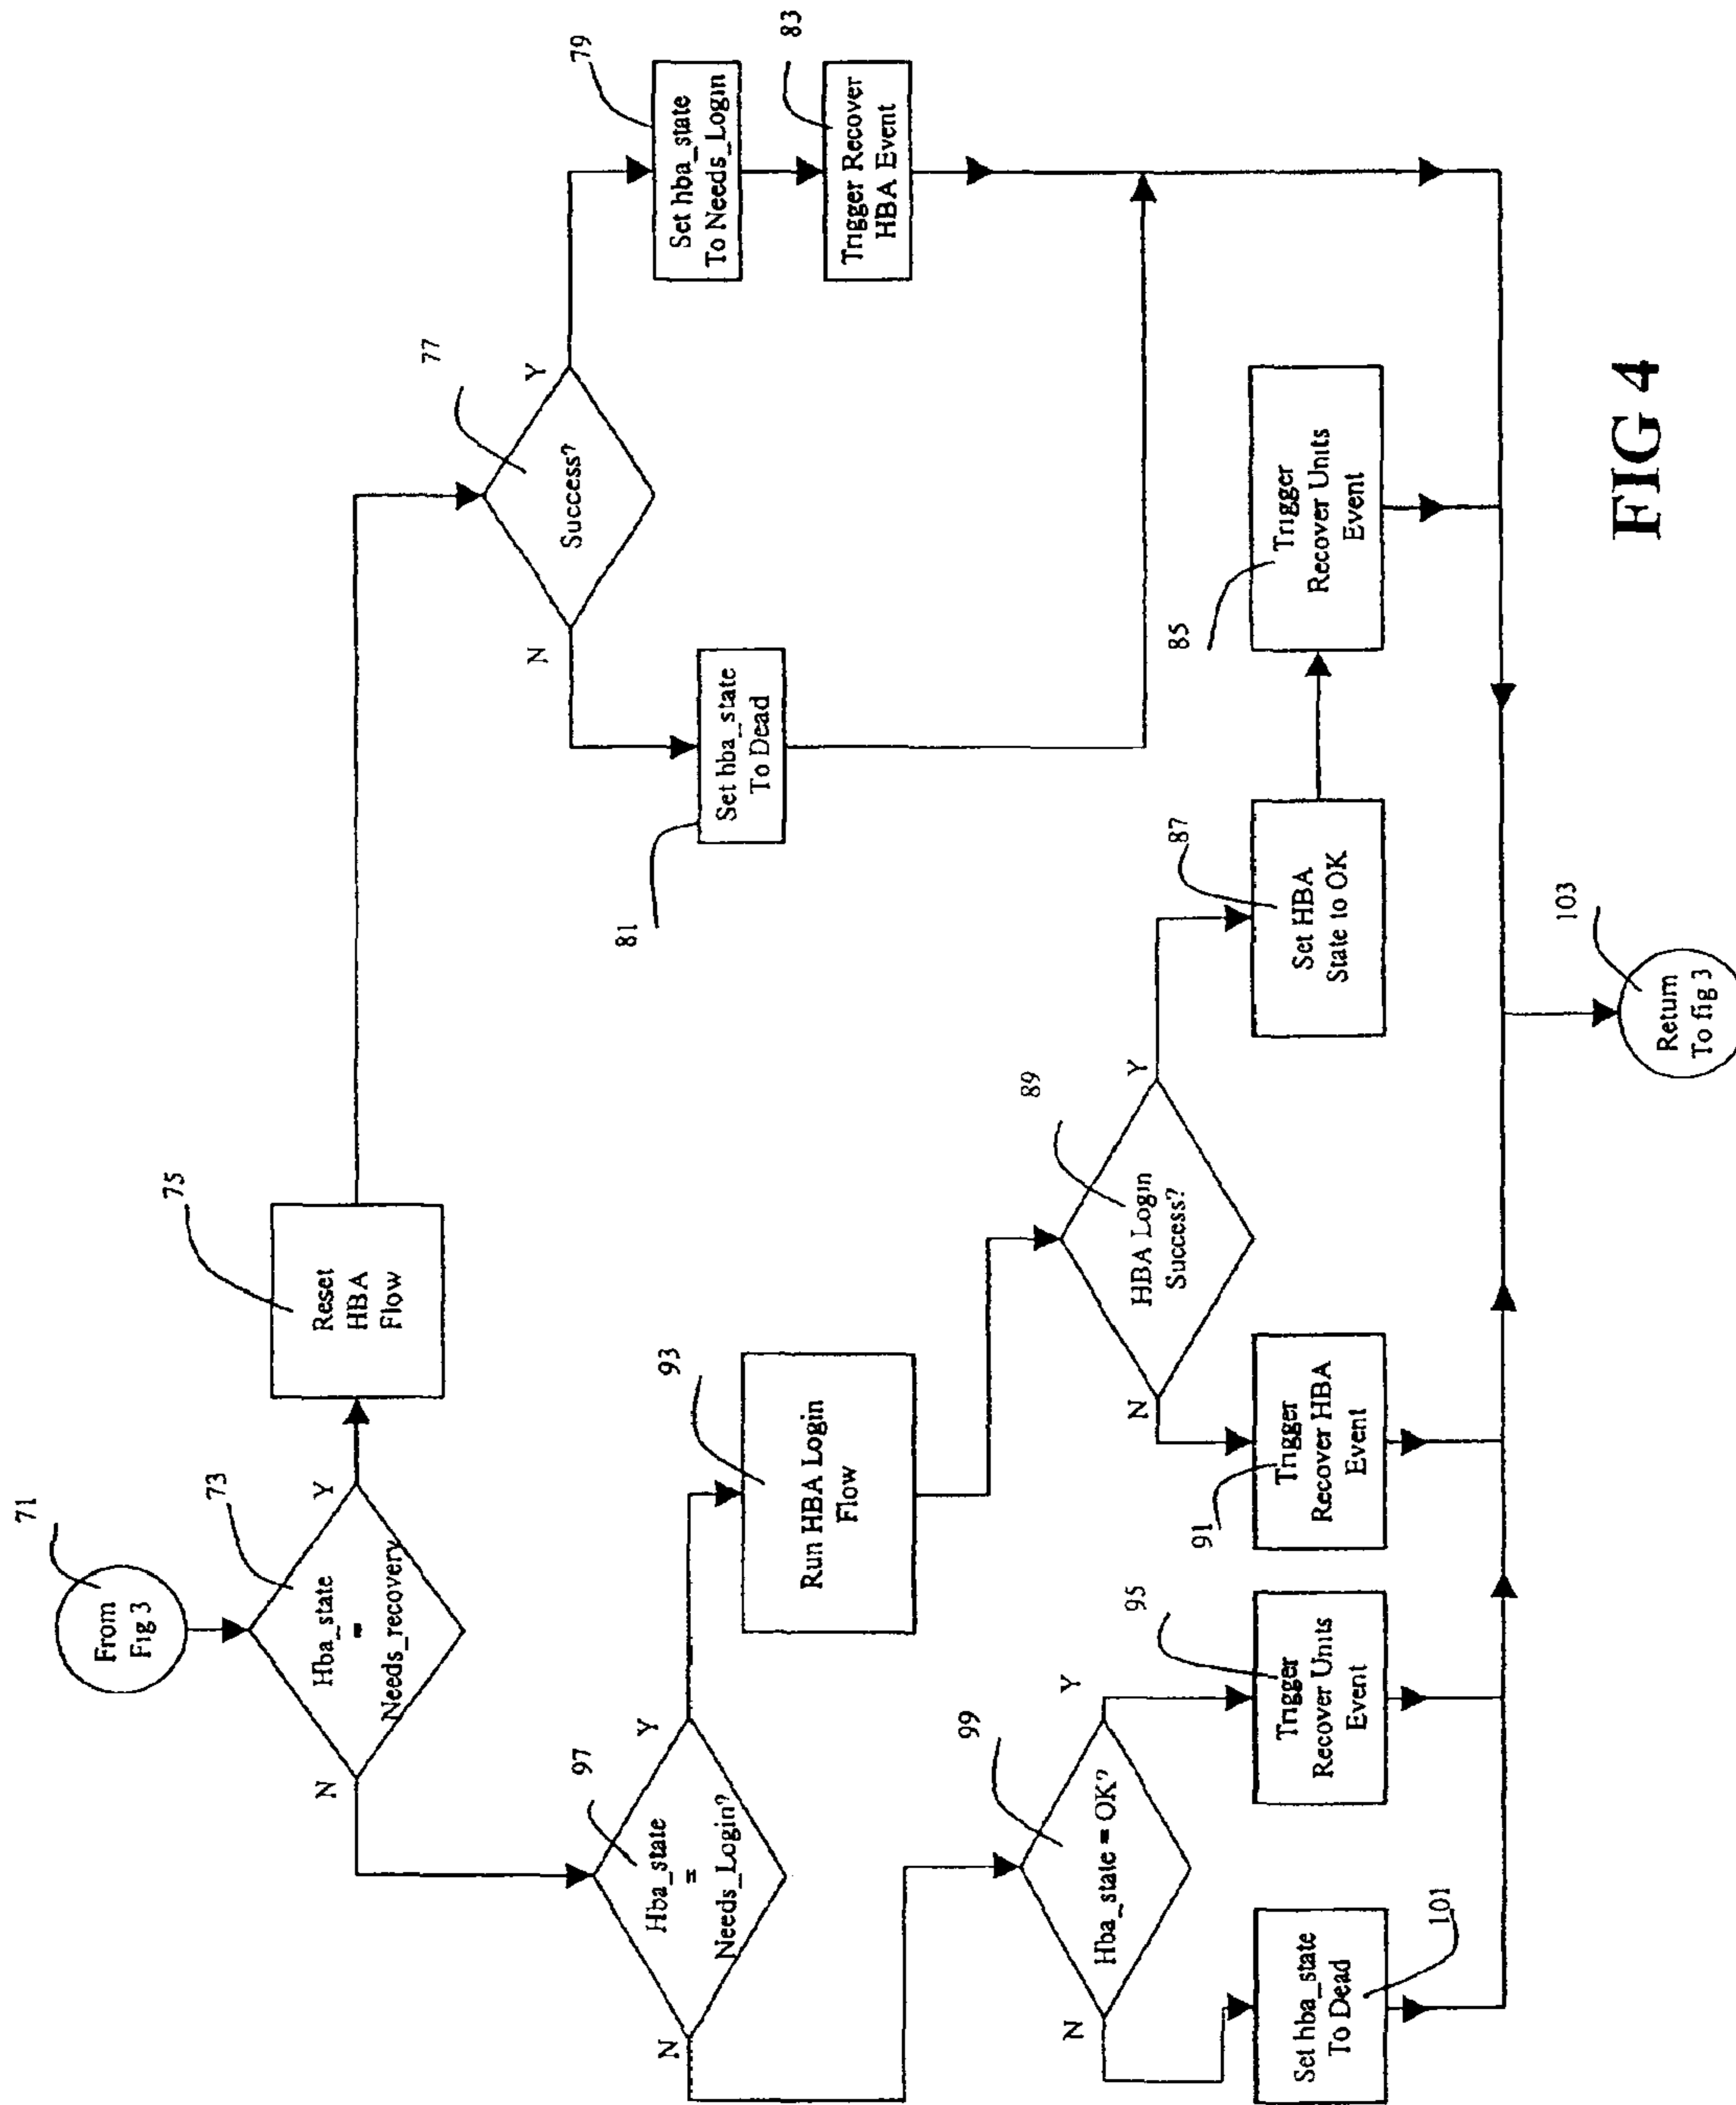 71
From
Fig 3
73
Hba_state
=
Needs_recovery
Y
N
75
Reset
HBA
Flow
77
Success?
Y
N
79
Set hba_state
To Needs_Login
83
Trigger Recover
HBA Event
81
Set hba_state
To Dead
97
Hba_state
=
Needs_Login?
Y
N
93
Run HBA Login
Flow
89
HBA Login
Success?
Y
N
87
Set HBA
State to OK
85
Trigger
Recover Units
Event
91
Trigger
Recover HBA
Event
99
Hba_state = OK?
Y
N
95
Trigger
Recover Units
Event
101
Set hba_state
To Dead
103
Return
To fig 3
FIG 4